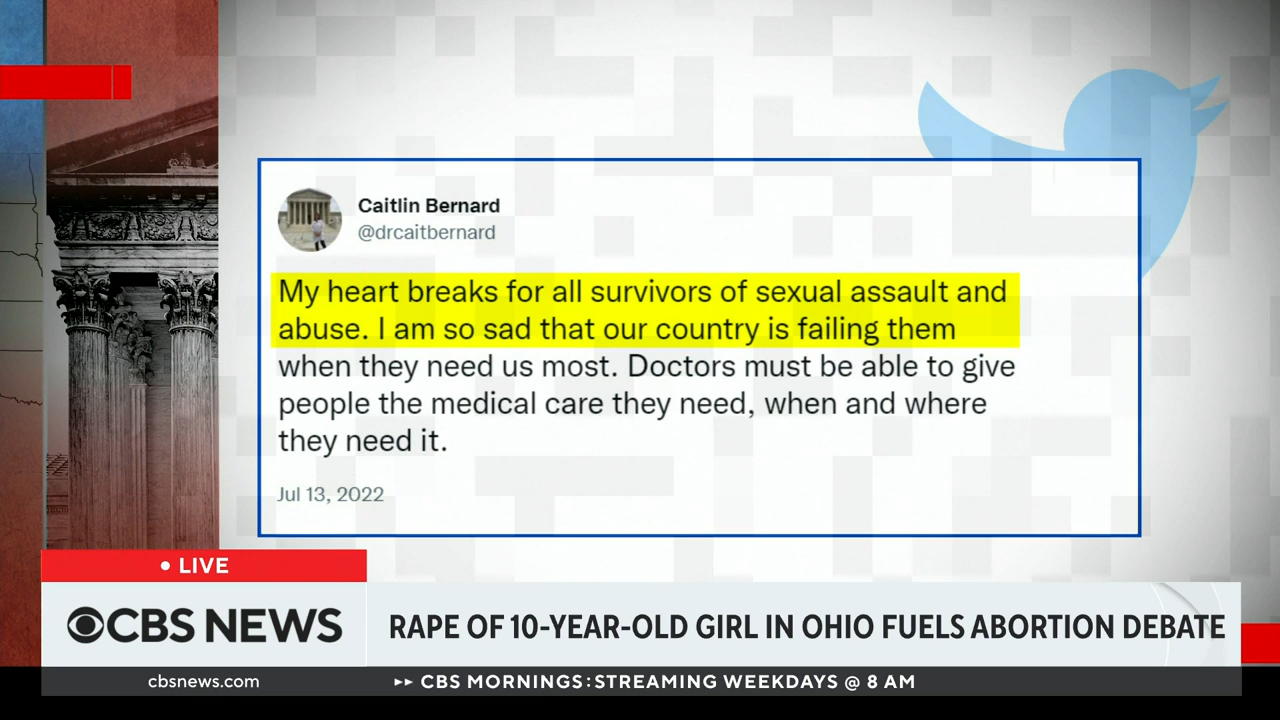 Caitlin Bernard
@drcaitbernard
My heart breaks for all survivors of sexual assault and
abuse. I am so sad that our country is failing them
when they need us most. Doctors must be able to give
people the medical care they need, when and where
they need it.
Jul 13, 2022
• LIVE
CBS NEWS
RAPE OF 10-YEAR-OLD GIRL IN OHIO FUELS ABORTION DEBATE
cbsnews.com
CBS MORNINGS: STREAMING WEEKDAYS @ 8 AM